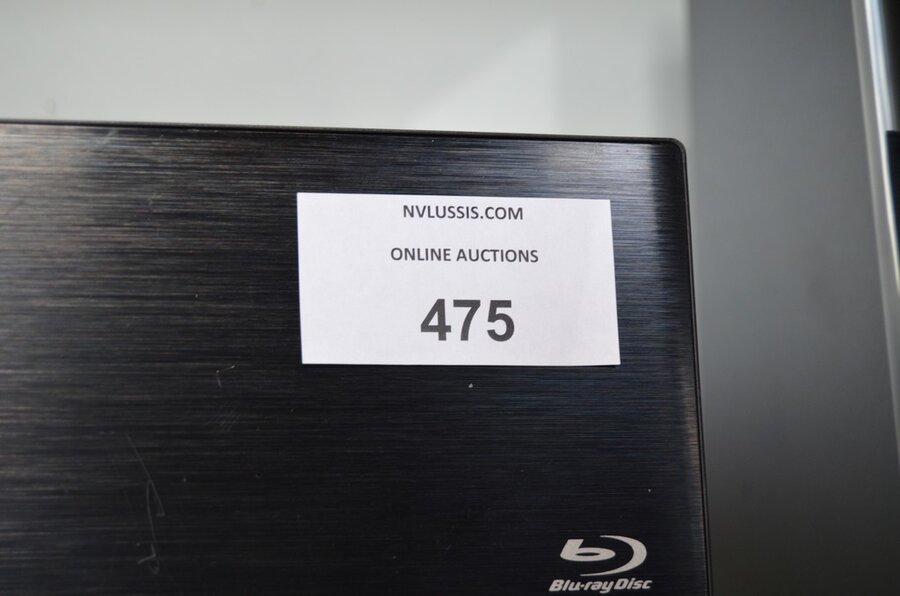 NVLUSSIS.COM
ONLINE AUCTIONS
475
Blu-ray Disc